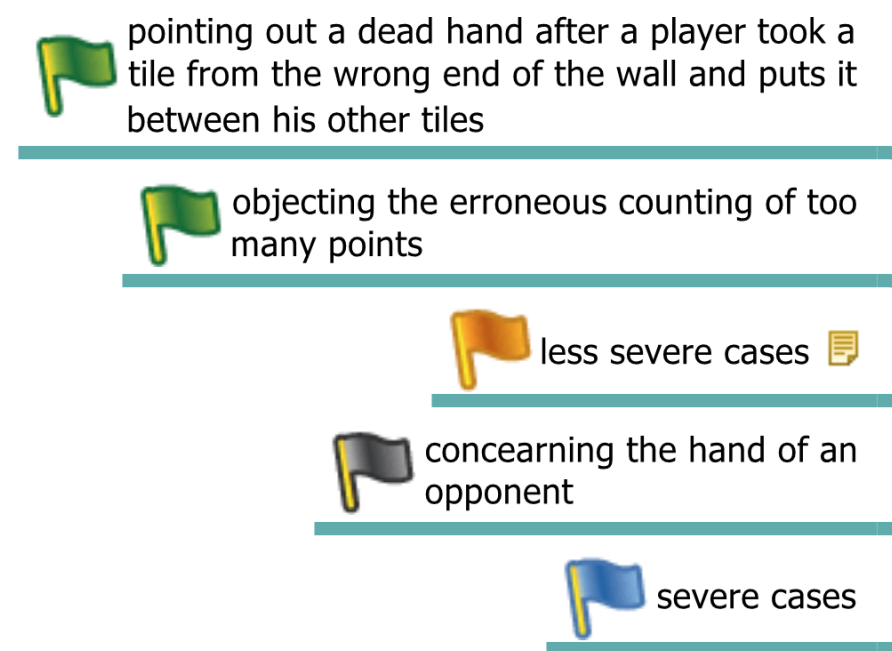 pointing out a dead hand after a player took a
tile from the wrong end of the wall and puts it
between his other tiles
objecting the erroneous counting of too
many points
less severe cases
concearning the hand of an
opponent
severe cases